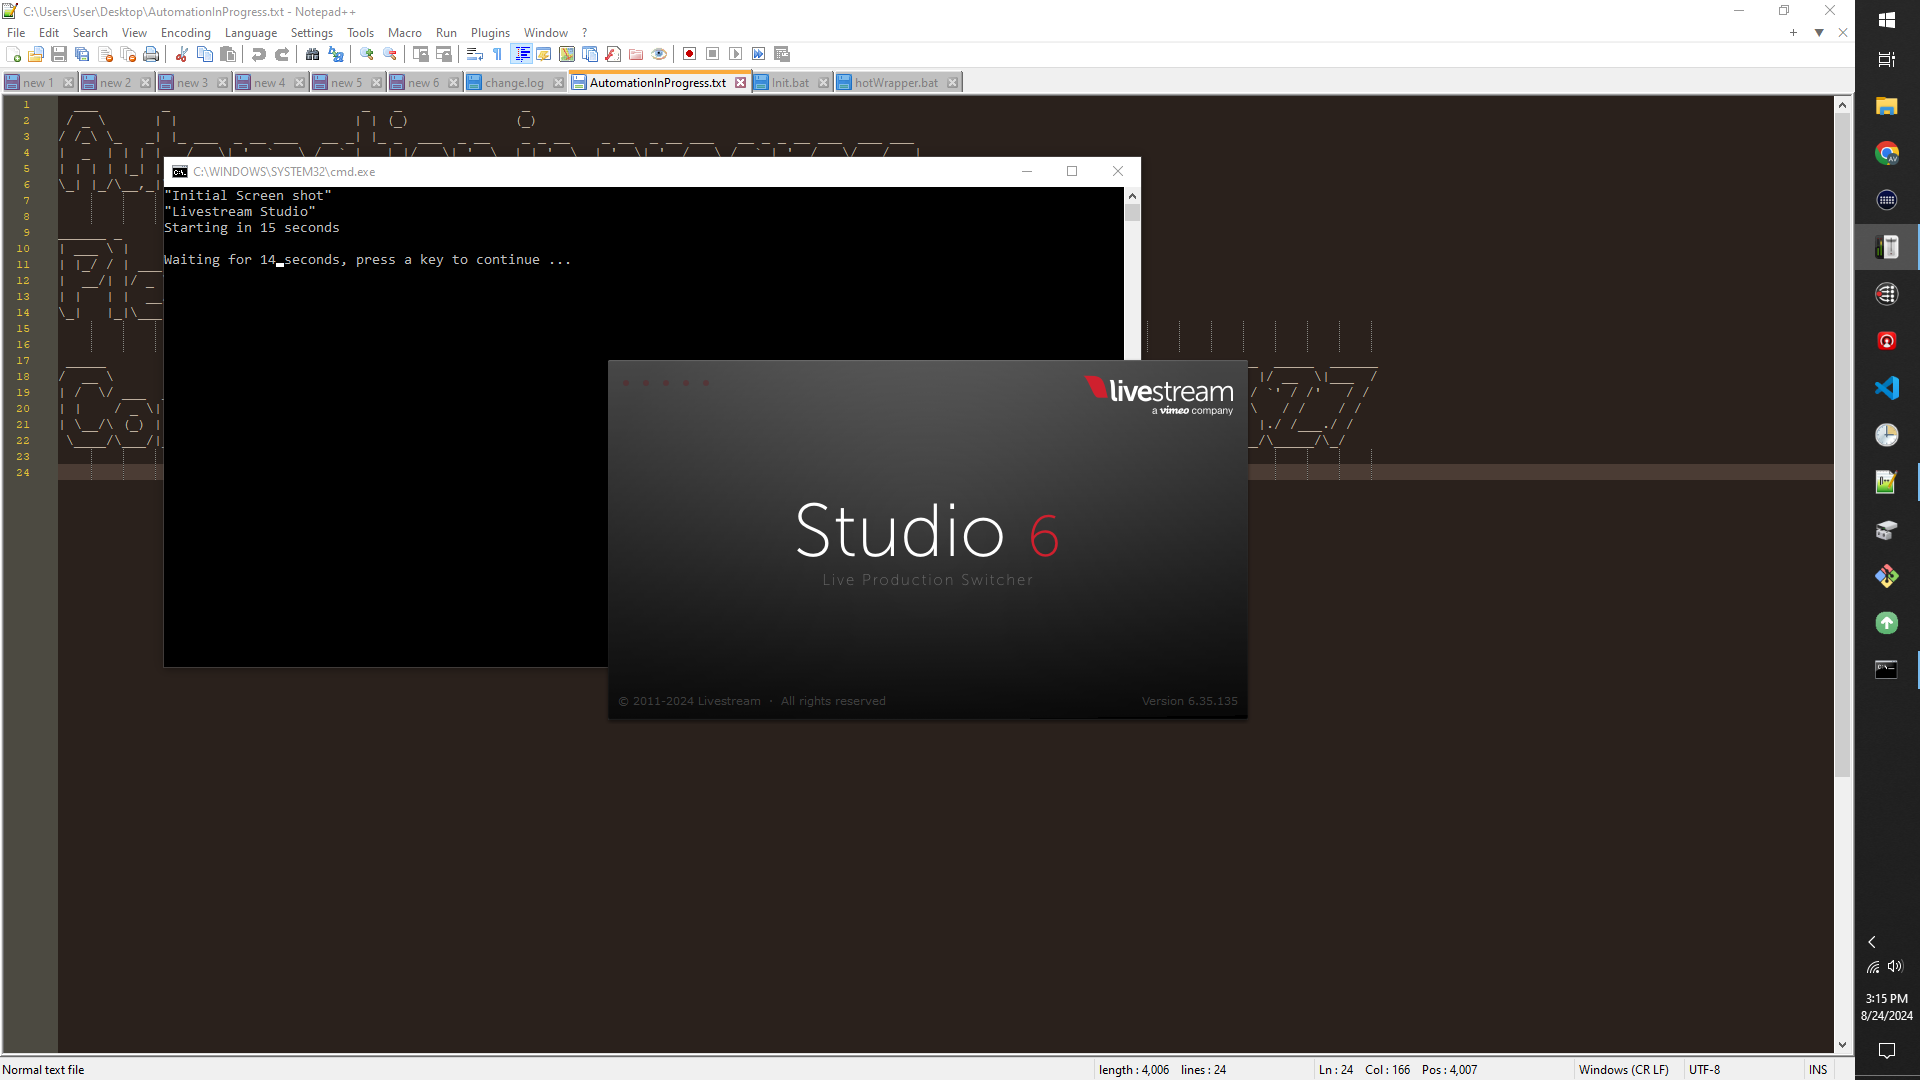 C:\Users\User\Desktop\AutomationInProgress.txt - Notepad++
File Edit Search View Encoding Language Settings Tools Macro Run Plugins Window ?
new 1 new 2 new 3 new 4 new 5 new 6 change.log AutomationInProgress.txt Init.bat hotWrapper.bat
1
2
3
4
5
6
7
8
9
10
11
12
13
14
15
16
17
18
19
20
21
22
23
24
C:\WINDOWS\SYSTEM32\cmd.exe
"Initial Screen shot"
"Livestream Studio"
Starting in 15 seconds
Waiting for 14 seconds, press a key to continue ...
livestream
a vimeo company
Studio 6
Live Production Switcher
© 2011-2024 Livestream · All rights reserved
Version 6.35.135
3:15 PM
8/24/2024
Normal text file
length : 4,006 lines : 24
Ln : 24 Col : 166 Pos : 4,007
Windows (CR LF)
UTF-8
INS